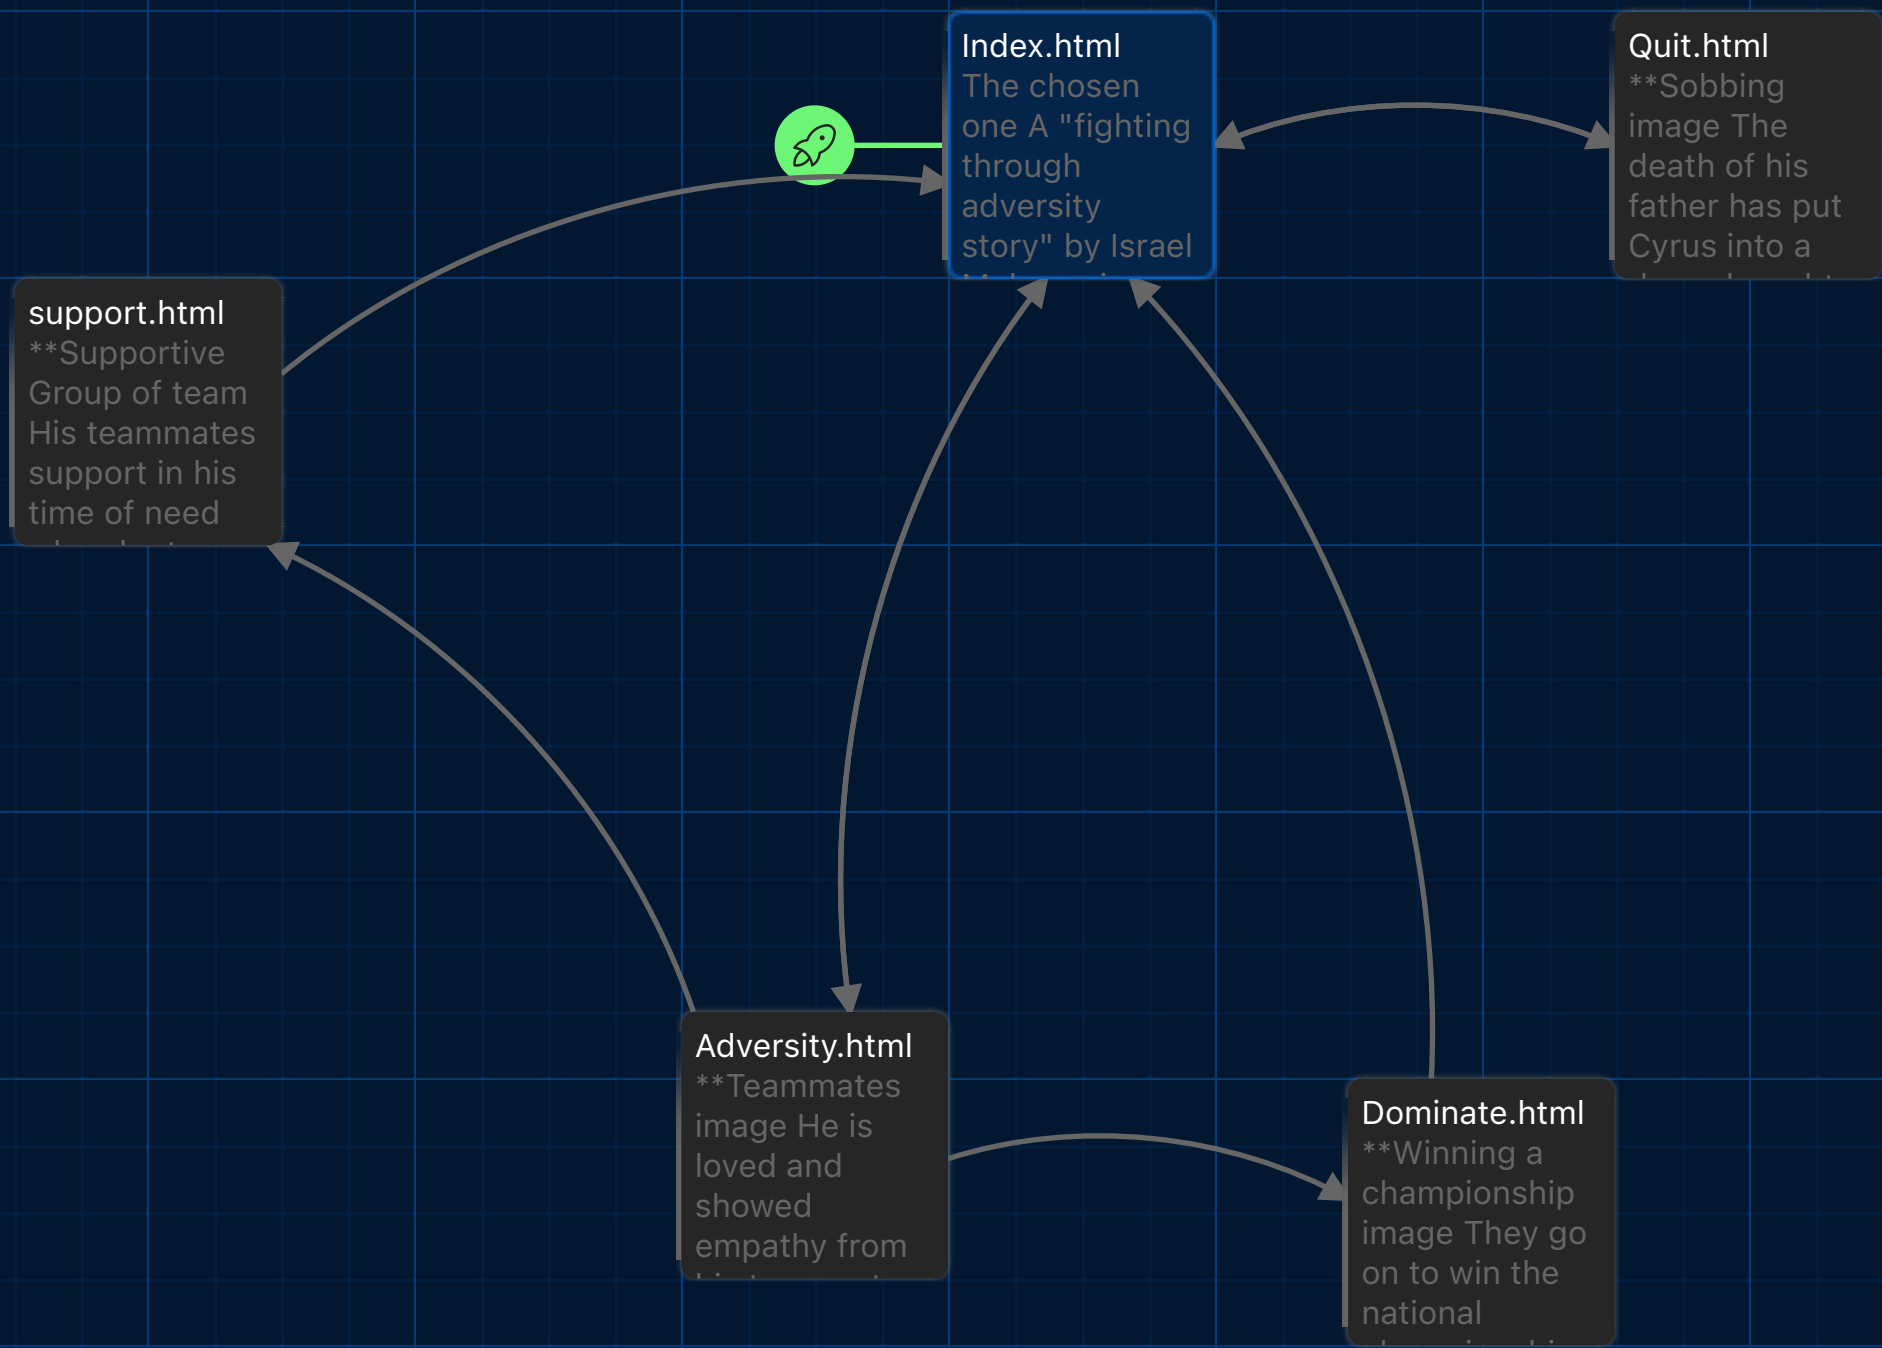 Index.html
The chosen
one A "fighting
through
adversity
story" by Israel
Quit.html
**Sobbing
image The
death of his
father has put
Cyrus into a
support.html
**Supportive
Group of team
His teammates
support in his
time of need
Adversity.html
**Teammates
image He is
loved and
showed
empathy from
Dominate.html
**Winning a
championship
image They go
on to win the
national